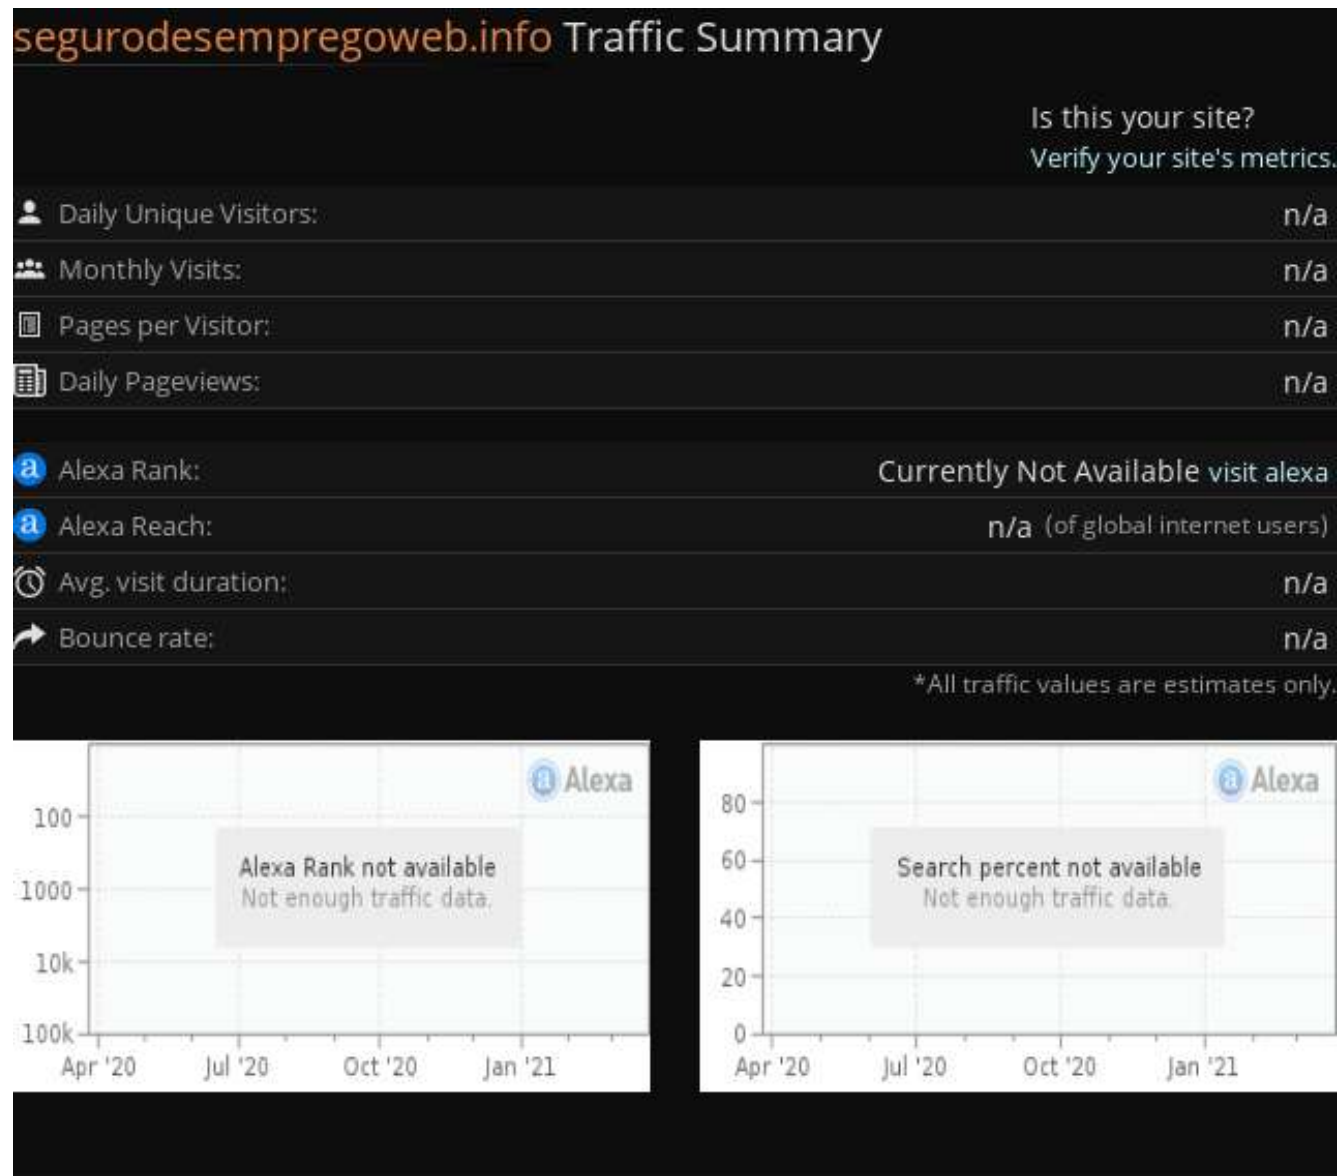 segurodesempregoweb.info Traffic Summary
Is this your site?
Verify your site's metrics.
Daily Unique Visitors: n/a
Monthly Visits: n/a
Pages per Visitor: n/a
Daily Pageviews: n/a
a Alexa Rank: Currently Not Available visit alexa
a Alexa Reach: n/a (of global internet users)
Avg. visit duration: n/a
Bounce rate: n/a
*All traffic values are estimates only.
a Alexa
100
1000
10k
100k
Alexa Rank not available
Not enough traffic data.
Apr '20 Jul '20 Oct '20 Jan '21
a Alexa
80
60
40
20
0
Search percent not available
Not enough traffic data.
Apr '20 Jul '20 Oct '20 Jan '21